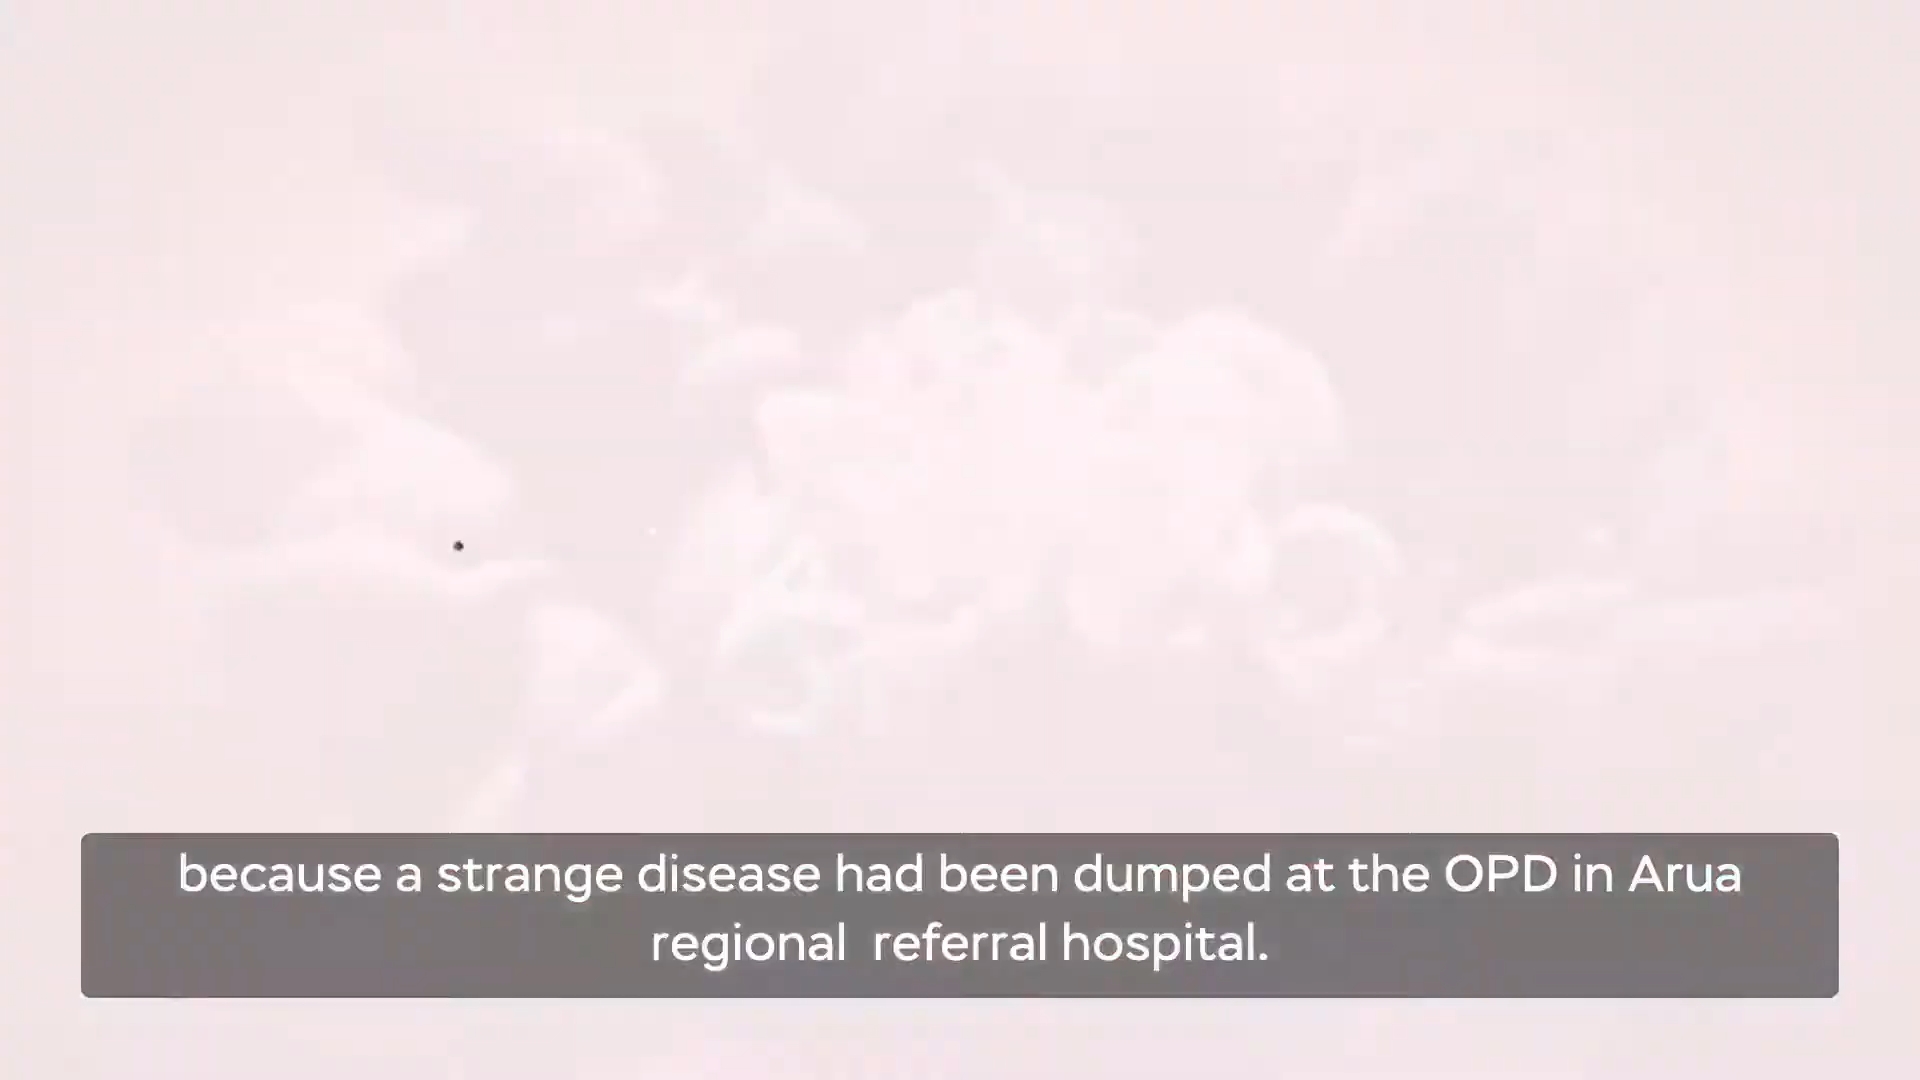 because a strange disease had been dumped at the OPD in Arua
regional  referral hospital.